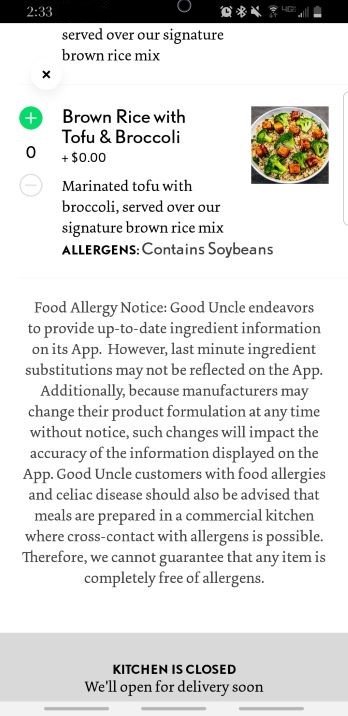 2:33
served over our signature
brown rice mix
Brown Rice with
Tofu & Broccoli
+ $0.00
0
Marinated tofu with
broccoli, served over our
signature brown rice mix
ALLERGENS: Contains Soybeans
Food Allergy Notice: Good Uncle endeavors
to provide up-to-date ingredient information
on its App. However, last minute ingredient
substitutions may not be reflected on the App.
Additionally, because manufacturers may
change their product formulation at any time
without notice, such changes will impact the
accuracy of the information displayed on the
App. Good Uncle customers with food allergies
and celiac disease should also be advised that
meals are prepared in a commercial kitchen
where cross-contact with allergens is possible.
Therefore, we cannot guarantee that any item is
completely free of allergens.
KITCHEN IS CLOSED
We'll open for delivery soon